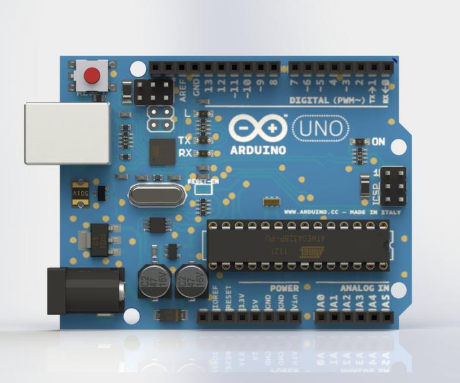 AREF
GND
13
12
~11
~10
~9
8
7
~6
~5
4
~3
2
TX→1
RX←0
DIGITAL (PWM~)
L
TX
RX
UNO
ARDUINO
ON
ICSP
WWW.ARDUINO.CC - MADE IN ITALY
POWER
ANALOG IN
IOREF
RESET
5V
GND
GND
Vin
A0
A1
A2
A3
A4
A5